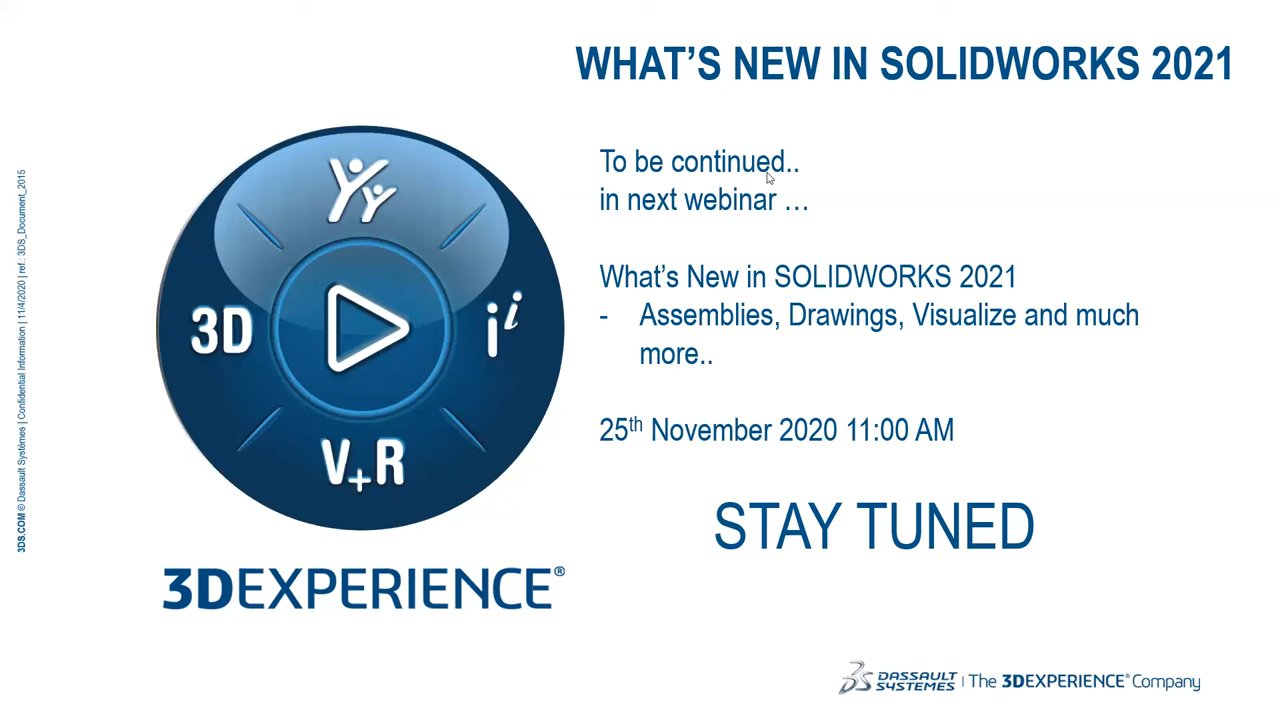 WHAT'S NEW IN SOLIDWORKS 2021
To be continued..
in next webinar …
What's New in SOLIDWORKS 2021
- Assemblies, Drawings, Visualize and much
more..
25th November 2020 11:00 AM
STAY TUNED
3D
i i
V+R
3DEXPERIENCE®
3DS.COM © Dassault Systèmes | Confidential Information | 11/4/2020 | ref.: 3DS_Document_2015
DASSAULT SYSTEMES | The 3DEXPERIENCE® Company